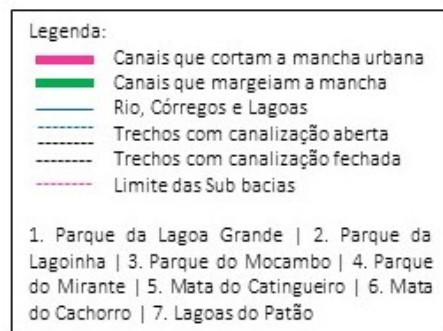 Legenda:
Canais que cortam a mancha urbana
Canais que margeiam a mancha
Rio, Córregos e Lagoas
Trechos com canalização aberta
Trechos com canalização fechada
Limite das Sub bacias
1. Parque da Lagoa Grande | 2. Parque da
Lagoinha | 3. Parque do Mocambo | 4. Parque
do Mirante | 5. Mata do Catingueiro | 6. Mata
do Cachorro | 7. Lagoas do Patão